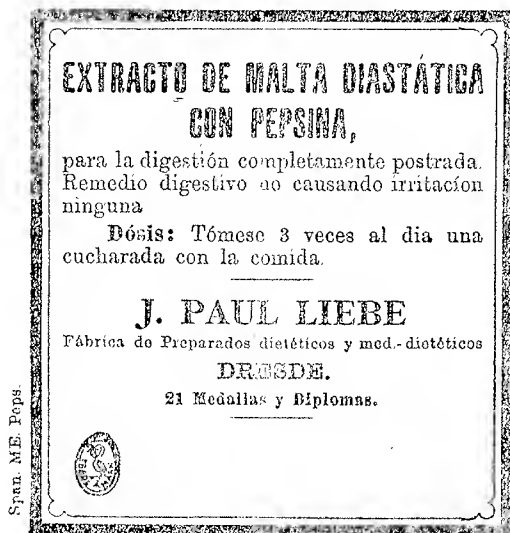 EXTRACTO DE MALTA DIASTÁTICA
CON PEPSINA,
para la digestión completamente postrada.
Remedio digestivo no causando irritacíon
ninguna
Dósis: Tómese 3 veces al dia una
cucharada con la comida.
J. PAUL LIEBE
Fábrica de Preparados dietéticos y med.-dietéticos
DRESDE.
21 Medallas y Diplomas.
Span. ME. Peps.